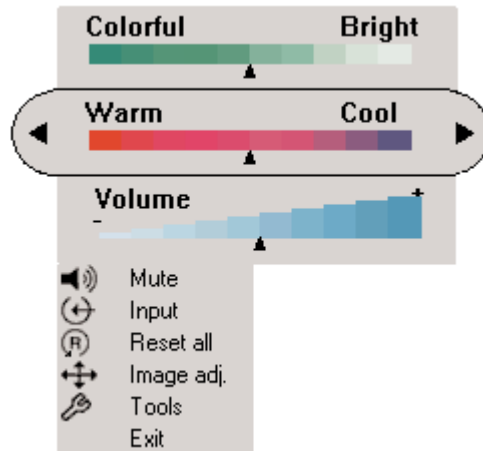 Colorful Bright
Warm Cool
Volume
- +
Mute
Input
R Reset all
Image adj.
Tools
Exit